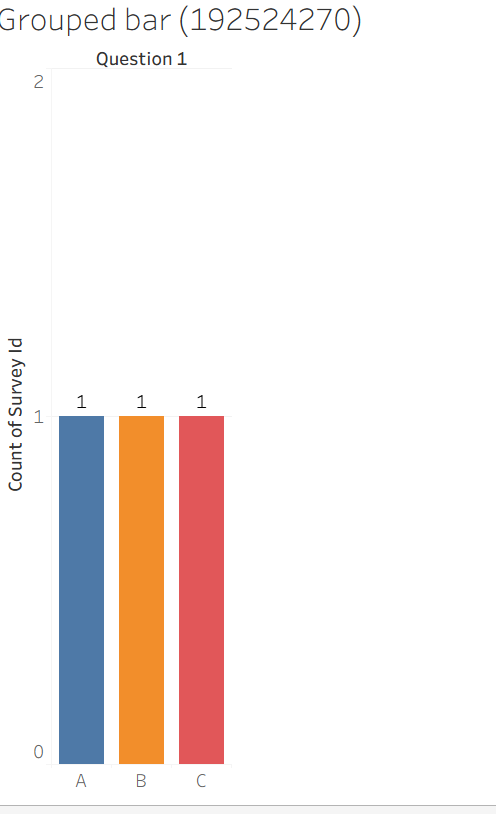 Grouped bar (192524270)
Question 1
2
1
0
Count of Survey Id
1 1 1
A B C